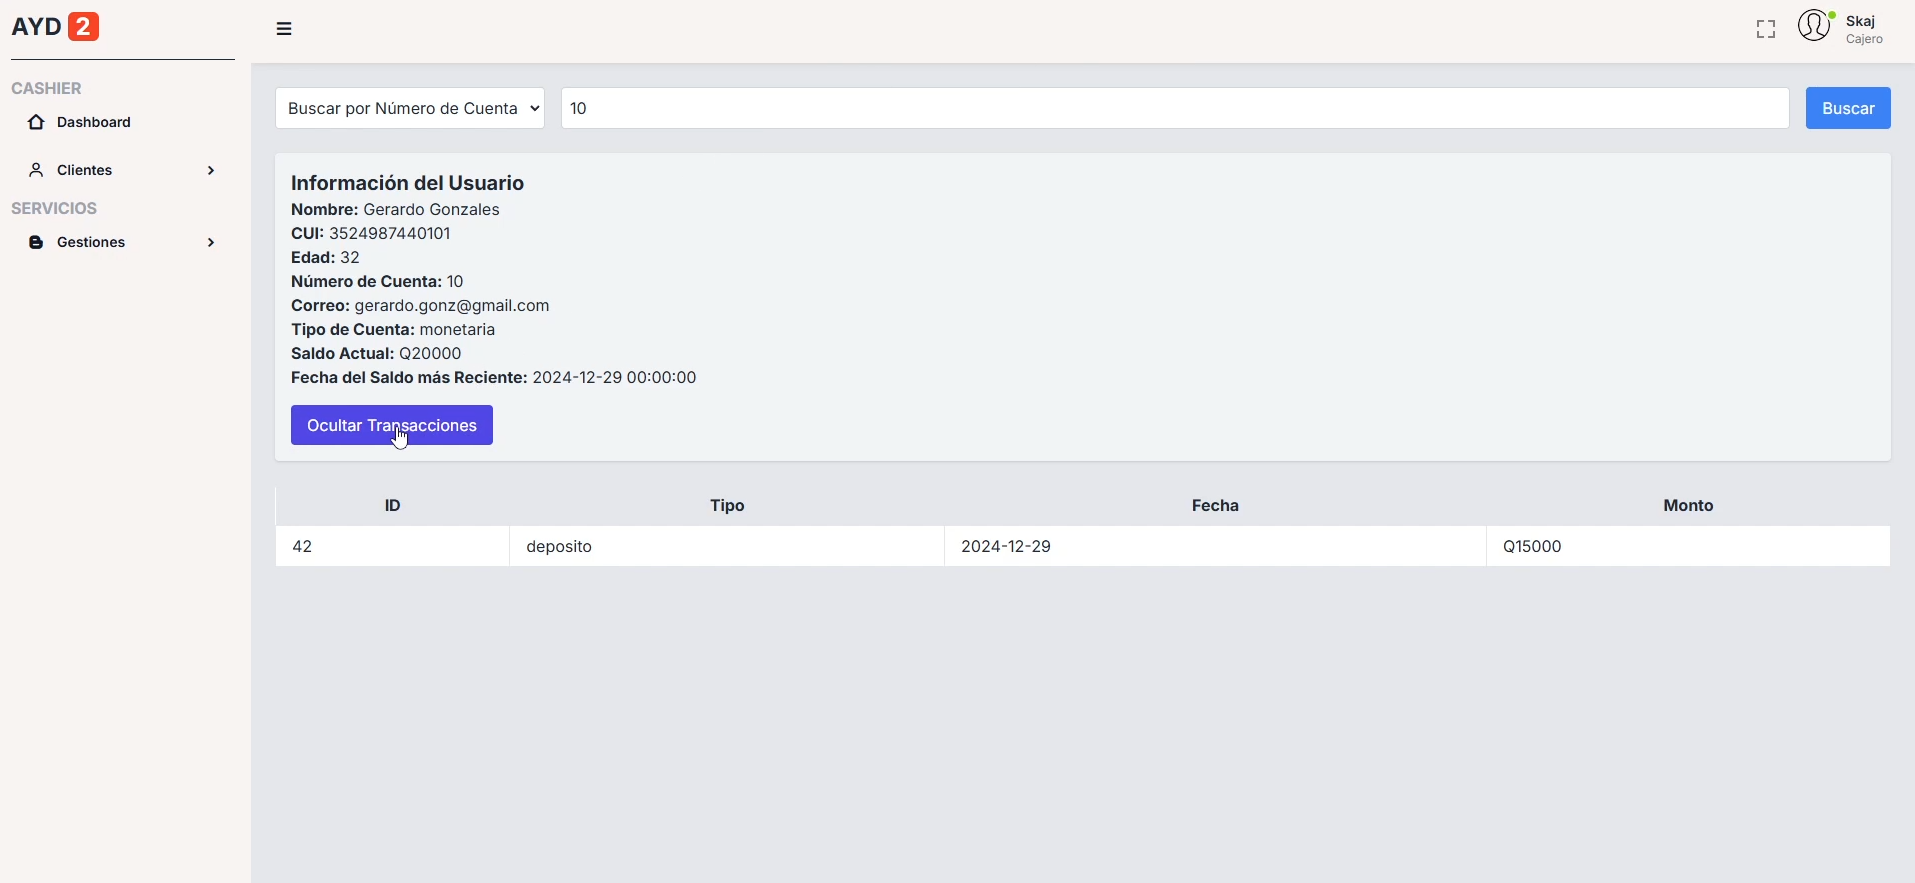 AYD 2
CASHIER
Dashboard
Clientes
SERVICIOS
Gestiones
Skaj
Cajero
Buscar por Número de Cuenta
10
Buscar
Información del Usuario
Nombre: Gerardo Gonzales
CUI: 3524987440101
Edad: 32
Número de Cuenta: 10
Correo: gerardo.gonz@gmail.com
Tipo de Cuenta: monetaria
Saldo Actual: Q20000
Fecha del Saldo más Reciente: 2024-12-29 00:00:00
Ocultar Transacciones
ID Tipo Fecha Monto
42 deposito 2024-12-29 Q15000